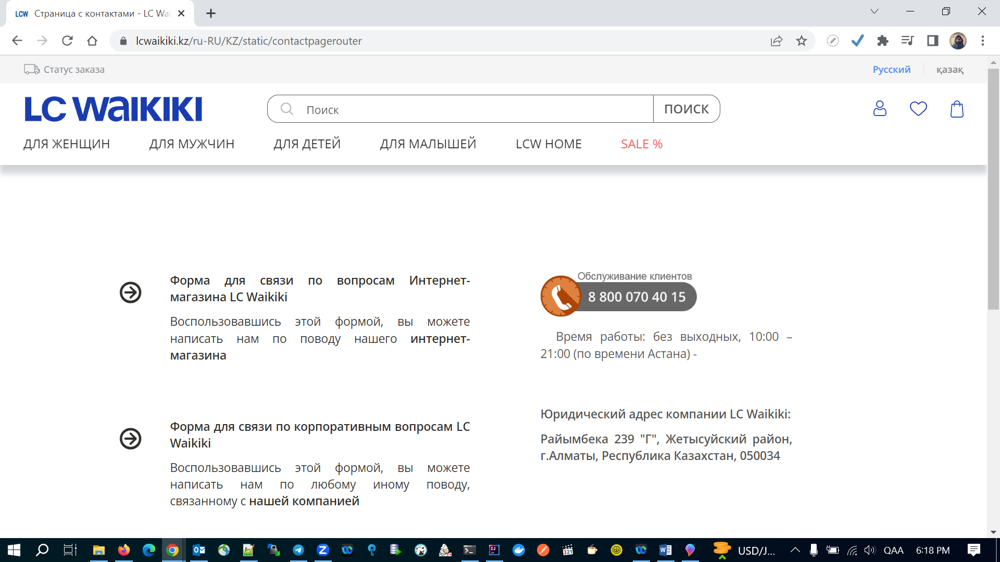 LCW Страница с контактами - LC Wai
lcwaikiki.kz/ru-RU/KZ/static/contactpagerouter
Статус заказа
Русский
қазақ
LC WAIKIKI
Поиск
ПОИСК
ДЛЯ ЖЕНЩИН
ДЛЯ МУЖЧИН
ДЛЯ ДЕТЕЙ
ДЛЯ МАЛЫШЕЙ
LCW HOME
SALE %
Форма для связи по вопросам Интернет-
магазина LC Waikiki
Воспользовавшись этой формой, вы можете
написать нам по поводу нашего интернет-
магазина
Форма для связи по корпоративным вопросам LC
Waikiki
Воспользовавшись этой формой, вы можете
написать нам по любому иному поводу,
связанному с нашей компанией
Обслуживание клиентов
8 800 070 40 15
Время работы: без выходных, 10:00 –
21:00 (по времени Астана) -
Юридический адрес компании LC Waikiki:
Райымбека 239 "Г", Жетысуйский район,
г.Алматы, Республика Казахстан, 050034
USD/J...
QAA
6:18 PM